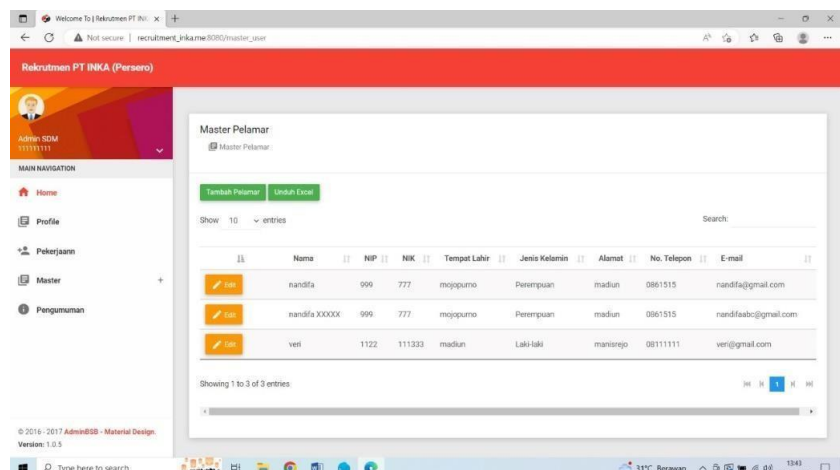 Welcome To | Rekrutmen PT INK
Not secure | recruitment_inka.me:8080/master_user
Rekrutmen PT INKA (Persero)
Admin SDM
111111111
MAIN NAVIGATION
Home
Profile
Pekerjaann
Master +
Pengumuman
© 2016 - 2017 AdminBSB - Material Design.
Version: 1.0.5
Master Pelamar
Master Pelamar
Tambah Pelamar Unduh Excel
Show 10 entries Search:
Nama NIP NIK Tempat Lahir Jenis Kelamin Alamat No. Telepon E-mail
Edit nandifa 999 777 mojopurno Perempuan madiun 0861515 nandifa@gmail.com
Edit nandifa XXXXX 999 777 mojopurno Perempuan madiun 0861515 nandifaabc@gmail.com
Edit veri 1122 111333 madiun Laki-laki manisrejo 08111111 veri@gmail.com
Showing 1 to 3 of 3 entries 1
Type here to search 31°C Berawan 13:43